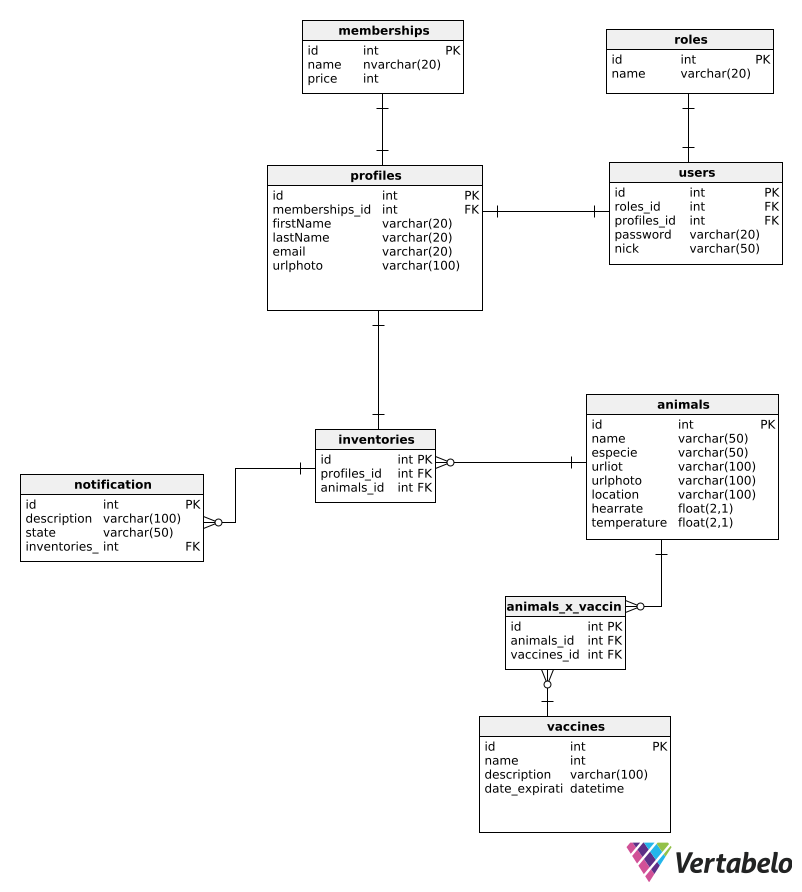 memberships
id int PK
name nvarchar(20)
price int
roles
id int PK
name varchar(20)
profiles
id int PK
memberships_id int FK
firstName varchar(20)
lastName varchar(20)
email varchar(20)
urlphoto varchar(100)
users
id int PK
roles_id int FK
profiles_id int FK
password varchar(20)
nick varchar(50)
animals
id int PK
name varchar(50)
especie varchar(50)
urliot varchar(100)
urlphoto varchar(100)
location varchar(100)
hearrate float(2,1)
temperature float(2,1)
inventories
id int PK
profiles_id int FK
animals_id int FK
notification
id int PK
description varchar(100)
state varchar(50)
inventories_ int FK
animals_x_vaccin
id int PK
animals_id int FK
vaccines_id int FK
vaccines
id int PK
name int
description varchar(100)
date_expirati datetime
Vertabelo